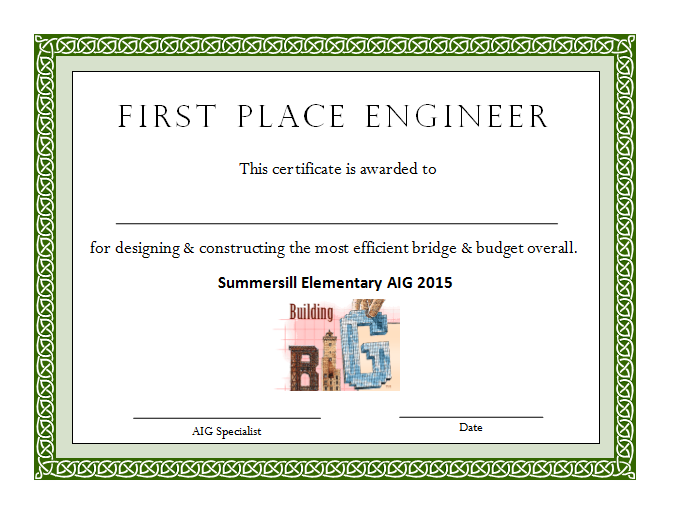 FIRST PLACE ENGINEER
This certificate is awarded to
for designing & constructing the most efficient bridge & budget overall.
Summersill Elementary AIG 2015
Building
BIG
AIG Specialist
Date